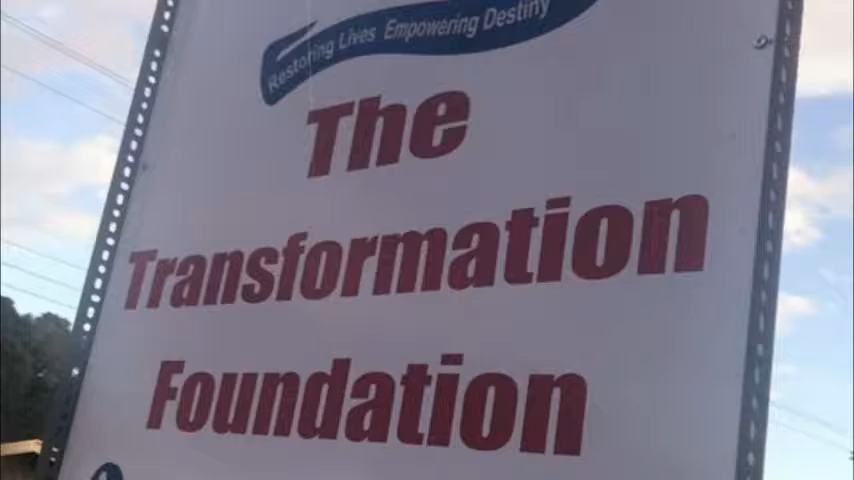 Restoring Lives Empowering Destiny
The
Transformation
Foundation